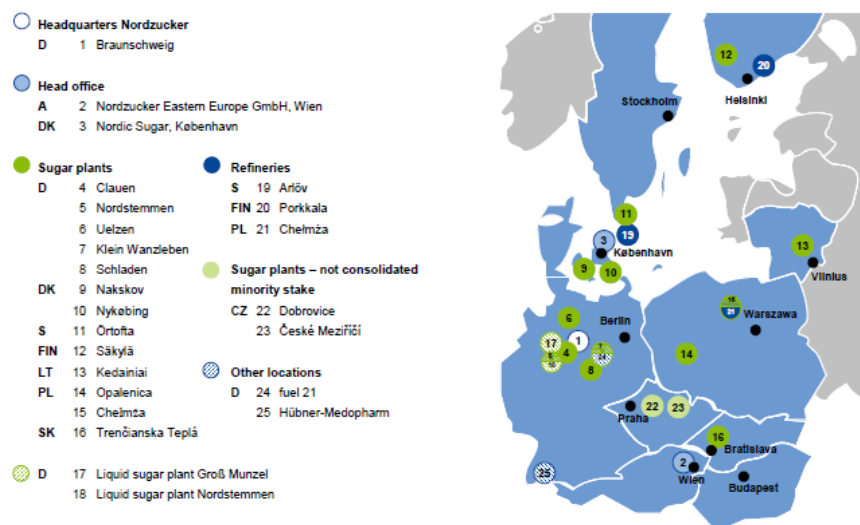 Headquarters Nordzucker
D 1 Braunschweig
Head office
A 2 Nordzucker Eastern Europe GmbH, Wien
DK 3 Nordic Sugar, København
Sugar plants
D 4 Clauen
5 Nordstemmen
6 Uelzen
7 Klein Wanzleben
8 Schladen
DK 9 Nakskov
10 Nykøbing
S 11 Örtofta
FIN 12 Säkylä
LT 13 Kedainiai
PL 14 Opalenica
15 Chełmża
SK 16 Trenčianska Teplá
D 17 Liquid sugar plant Groß Munzel
18 Liquid sugar plant Nordstemmen
Refineries
S 19 Arlöv
FIN 20 Porkkala
PL 21 Chełmża
Sugar plants – not consolidated
minority stake
CZ 22 Dobrovice
23 České Meziříčí
Other locations
D 24 fuel 21
25 Hübner-Medopharm
12
20
Helsinki
Stockholm
11
19
3
København
13
Vilnius
9
10
6
Berlin
15
21
Warszawa
17
1
4
7
24
5
18
8
14
Praha
22
23
16
Bratislava
2
Wien
Budapest
25